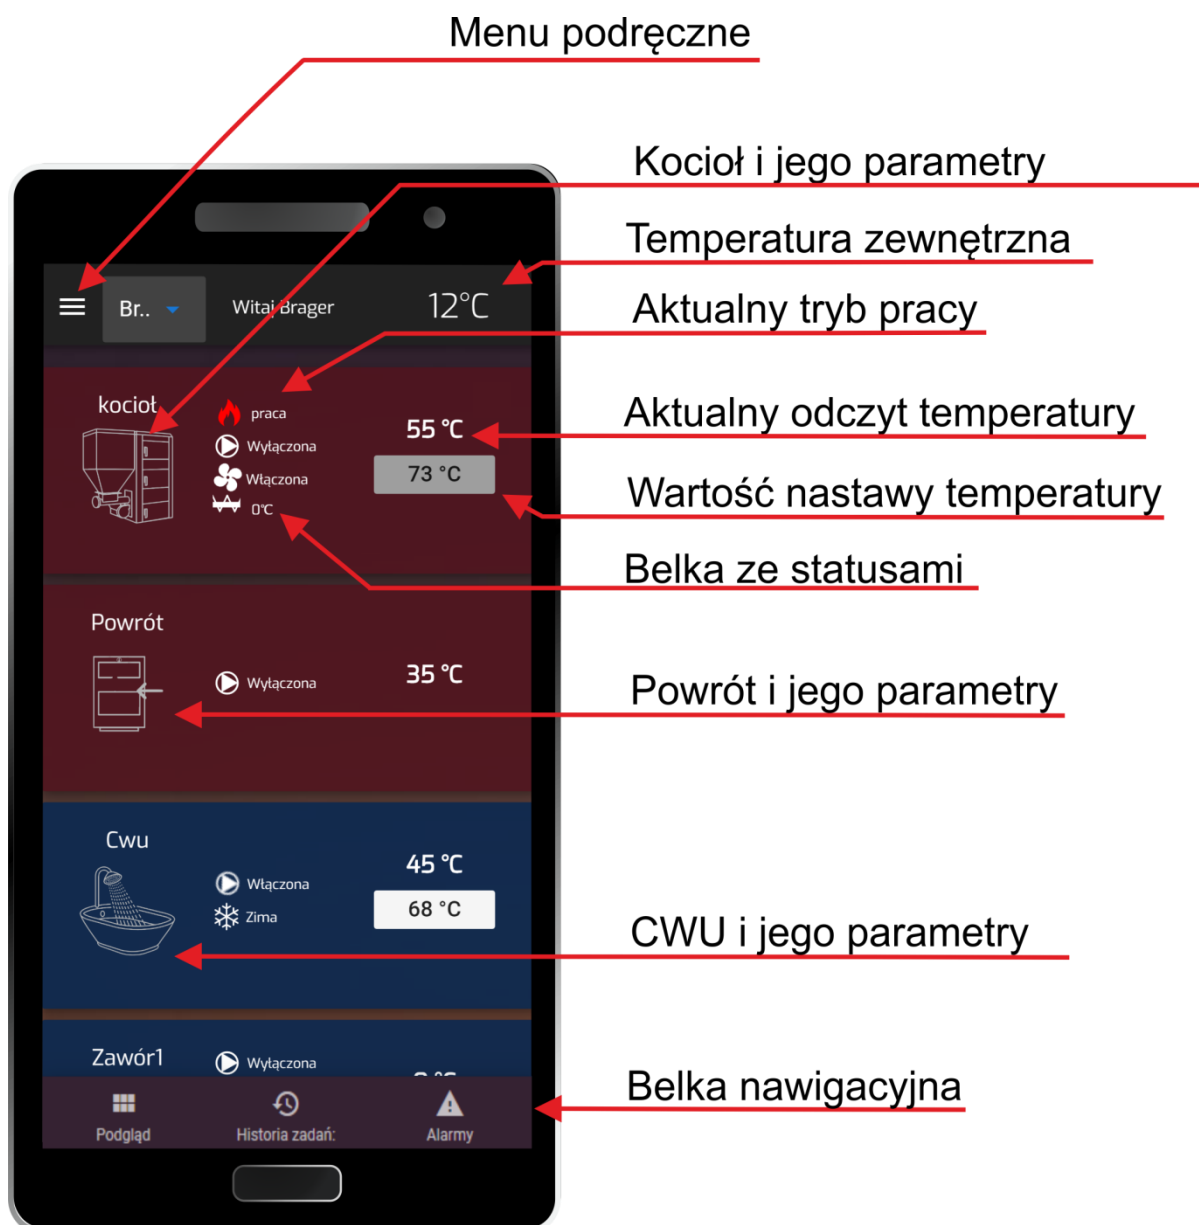 Menu podręczne
Kocioł i jego parametry
Temperatura zewnętrzna
Br..
Witaj Brager
12°C
Aktualny tryb pracy
kocioł
praca
Wyłączona
Włączona
0℃
55 °C
73 °C
Aktualny odczyt temperatury
Wartość nastawy temperatury
Belka ze statusami
Powrót
Wyłączona
35 °C
Powrót i jego parametry
Cwu
Włączona
Zima
45 °C
68 °C
CWU i jego parametry
Zawór1
Wyłączona
Belka nawigacyjna
Podgląd
Historia zadań:
Alarmy